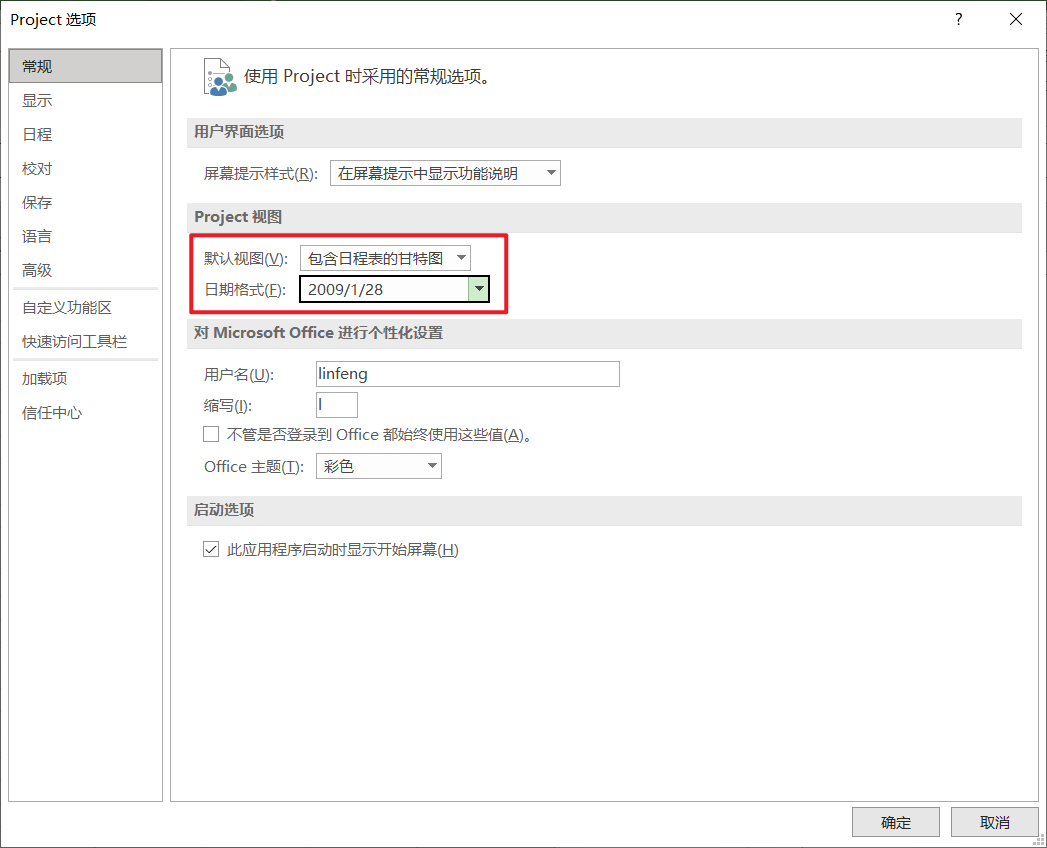 Project 选项
?
常规
显示
日程
校对
保存
语言
高级
自定义功能区
快速访问工具栏
加载项
信任中心
使用 Project 时采用的常规选项。
用户界面选项
屏幕提示样式(R): 在屏幕提示中显示功能说明
Project 视图
默认视图(V): 包含日程表的甘特图
日期格式(F): 2009/1/28
对 Microsoft Office 进行个性化设置
用户名(U): linfeng
缩写(I): l
不管是否登录到 Office 都始终使用这些值(A)。
Office 主题(T): 彩色
启动选项
此应用程序启动时显示开始屏幕(H)
确定 取消